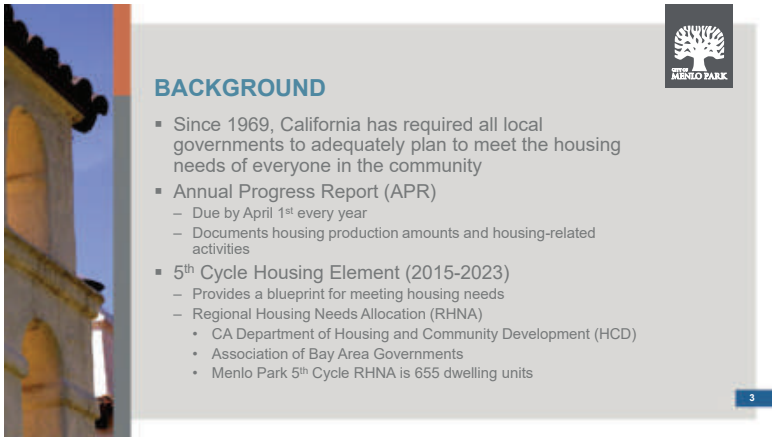 CITY OF
MENLO PARK
BACKGROUND
▪ Since 1969, California has required all local
governments to adequately plan to meet the housing
needs of everyone in the community
▪ Annual Progress Report (APR)
– Due by April 1st every year
– Documents housing production amounts and housing-related
activities
▪ 5th Cycle Housing Element (2015-2023)
– Provides a blueprint for meeting housing needs
– Regional Housing Needs Allocation (RHNA)
• CA Department of Housing and Community Development (HCD)
• Association of Bay Area Governments
• Menlo Park 5th Cycle RHNA is 655 dwelling units
3